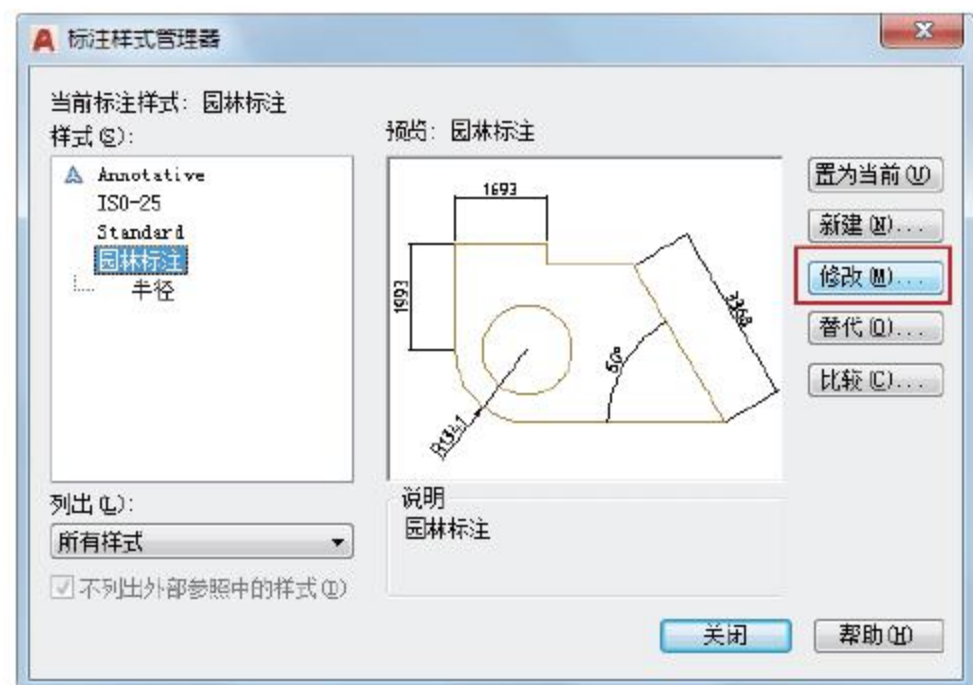 标注样式管理器
当前标注样式：园林标注
样式(S)：
Annotative
ISO-25
Standard
园林标注
半径
预览：园林标注
1693
1693
3368
60°
R1341
置为当前(U)
新建(N)...
修改(M)...
替代(O)...
比较(C)...
列出(L)：
所有样式
不列出外部参照中的样式(D)
说明
园林标注
关闭
帮助(H)